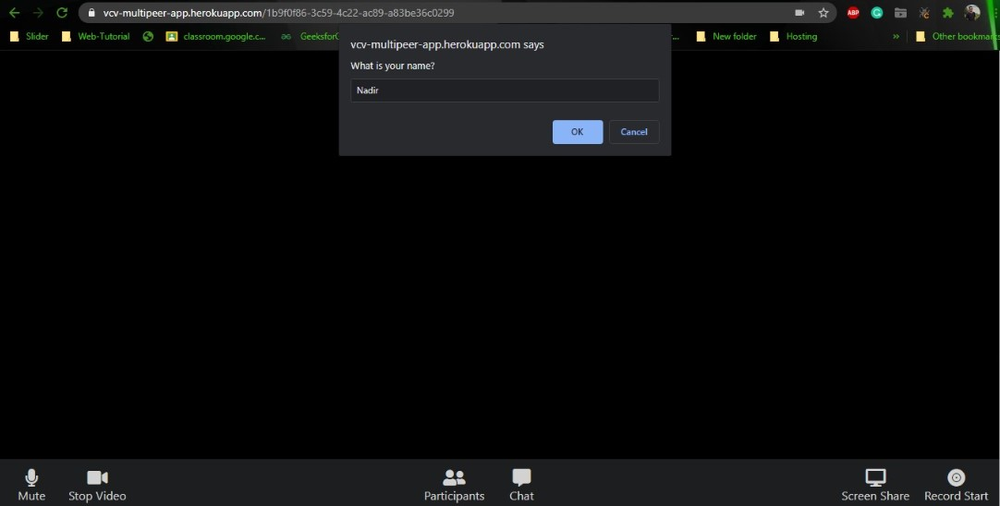 vcv-multipeer-app.herokuapp.com/1b9f0f86-3c59-4c22-ac89-a83be36c0299
ABP
Slider Web-Tutorial classroom.google.c... GeeksforG ... New folder Hosting » Other bookmarks
vcv-multipeer-app.herokuapp.com says
What is your name?
Nadir
OK Cancel
Mute Stop Video Participants Chat Screen Share Record Start